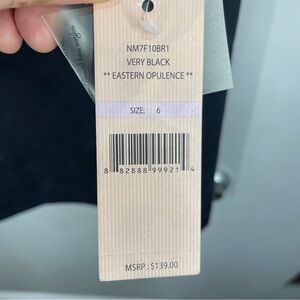 NM7F10BR1
VERY BLACK
** EASTERN OPULENCE **
SIZE: 6
8 82888 99921 4
MSRP : $139.00